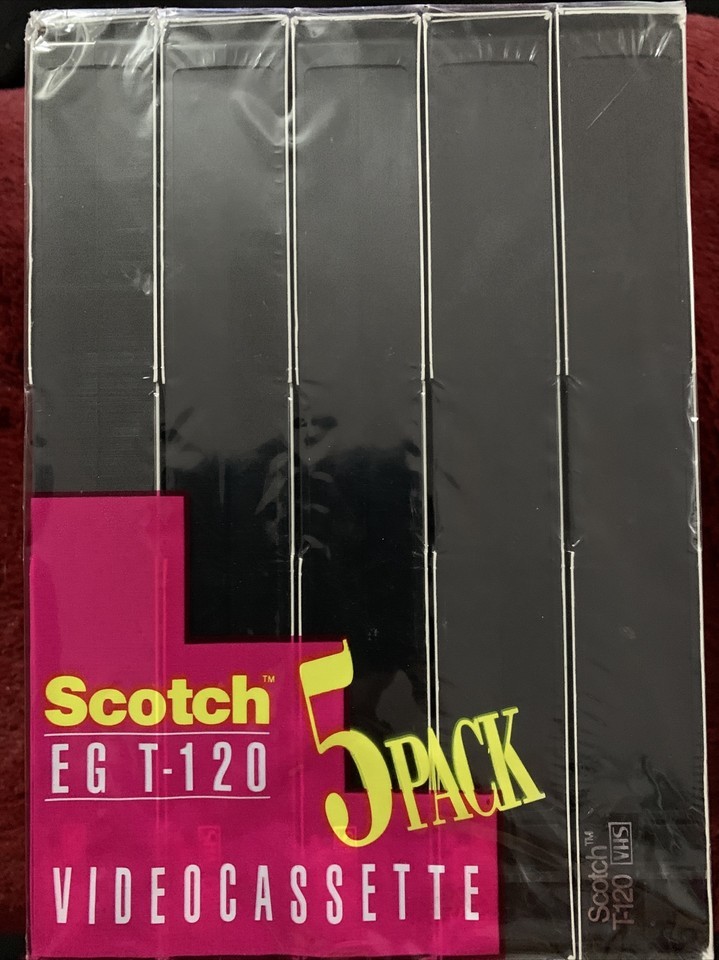 Scotch™
EG T-120
5 PACK
VIDEOCASSETTE
Scotch™
T-120 VHS